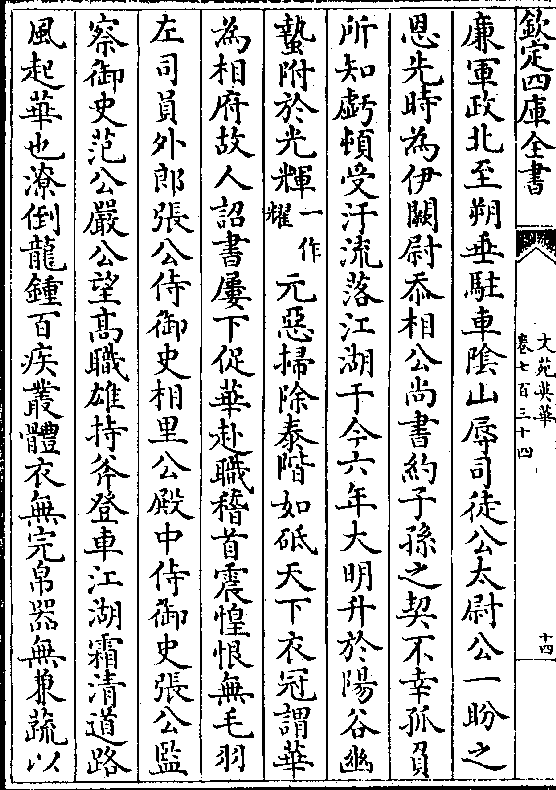 欽定四庫全書
文苑英華
卷七百三十四
十四
廉軍政北至朔垂駐車陰山辱司徒公太尉公一盼之
恩先時為伊闕尉忝相公尚書約子孫之契不幸孤負
所知虧頓受汙流落江湖于今六年大明升於陽谷幽
蟄附於光輝一作耀元惡掃除泰階如砥天下衣冠謂華
為相府故人詔書屢下促華赴職稽首震惶恨無毛羽
左司員外郎張公侍御史相里公殿中侍御史張公監
察御史范公嚴公望髙職雄持斧登車江湖霜清道路
風起華也潦倒龍鍾百疾叢體衣無完帛器無兼蔬以